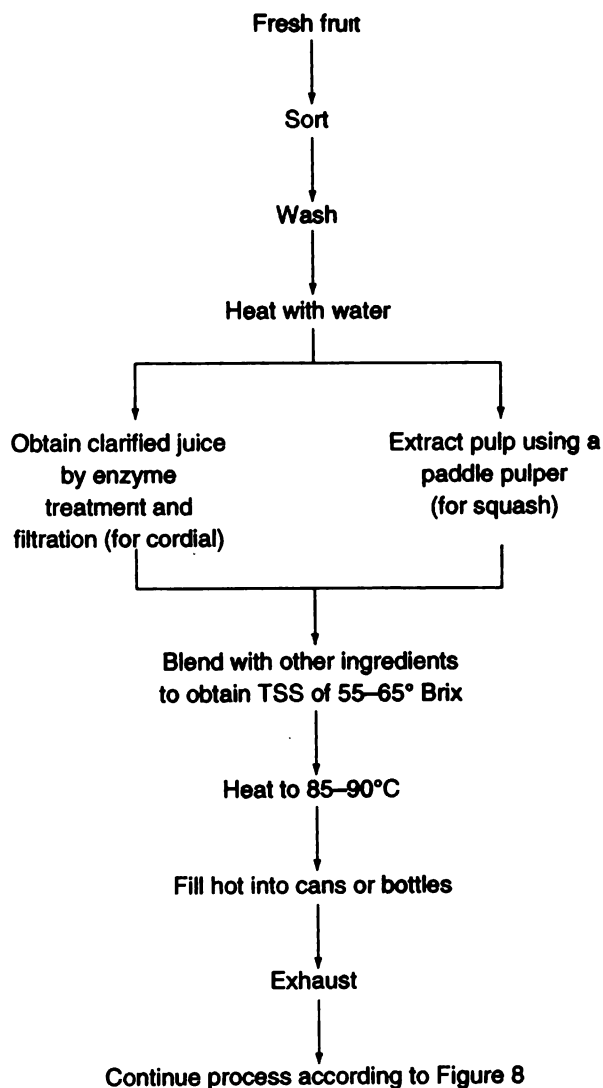 Fresh fruit
Sort
Wash
Heat with water
Obtain clarified juice
by enzyme
treatment and
filtration (for cordial)
Extract pulp using a
paddle pulper
(for squash)
Blend with other ingredients
to obtain TSS of 55–65° Brix
Heat to 85–90°C
Fill hot into cans or bottles
Exhaust
Continue process according to Figure 8